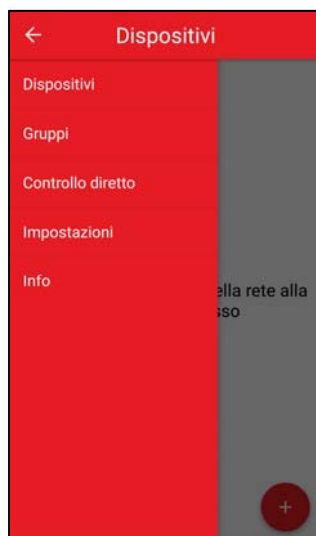 Dispositivi
Dispositivi
Gruppi
Controllo diretto
Impostazioni
Info
ella rete alla
sso
+